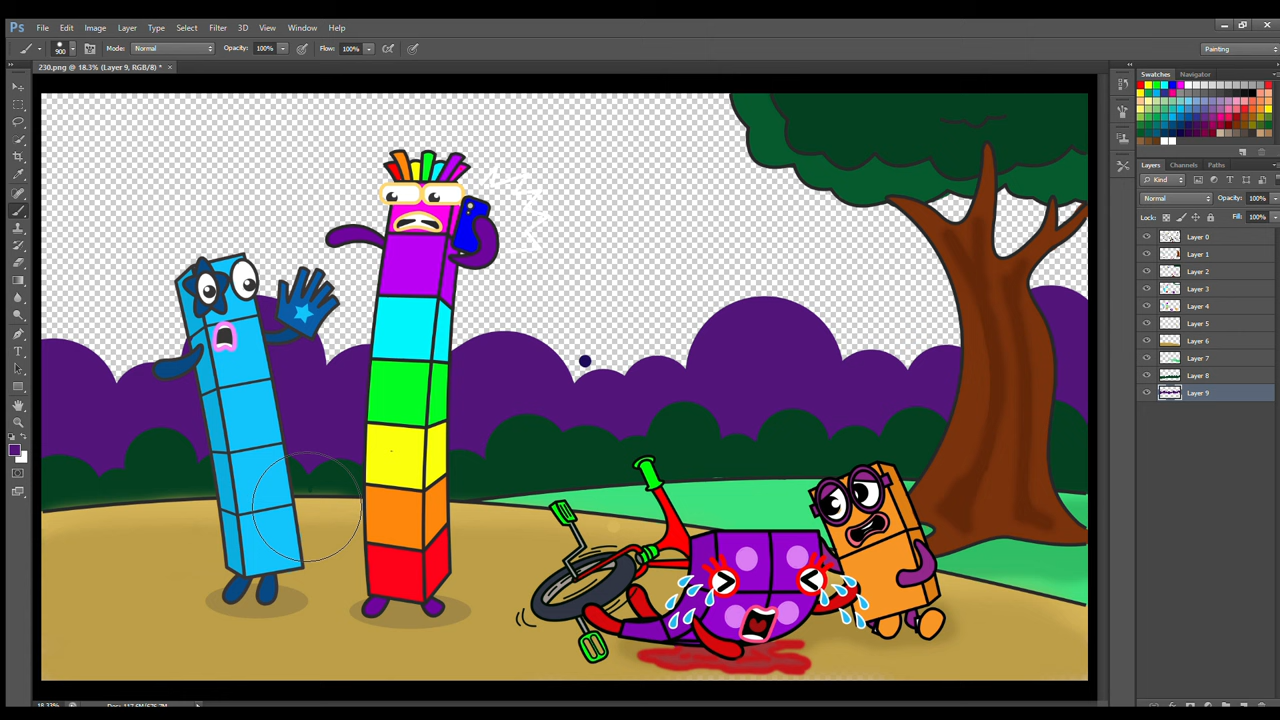 Ps File Edit Image Layer Type Select Filter 3D View Window Help
900 Mode: Normal Opacity: 100% Flow: 100% Painting
230.png @ 18.3% (Layer 9, RGB/8) * ×
Swatches Navigator
Layers Channels Paths
Kind
Normal Opacity: 100%
Lock: Fill: 100%
Layer 0
Layer 1
Layer 2
Layer 3
Layer 4
Layer 5
Layer 6
Layer 7
Layer 8
Layer 9
18.33%